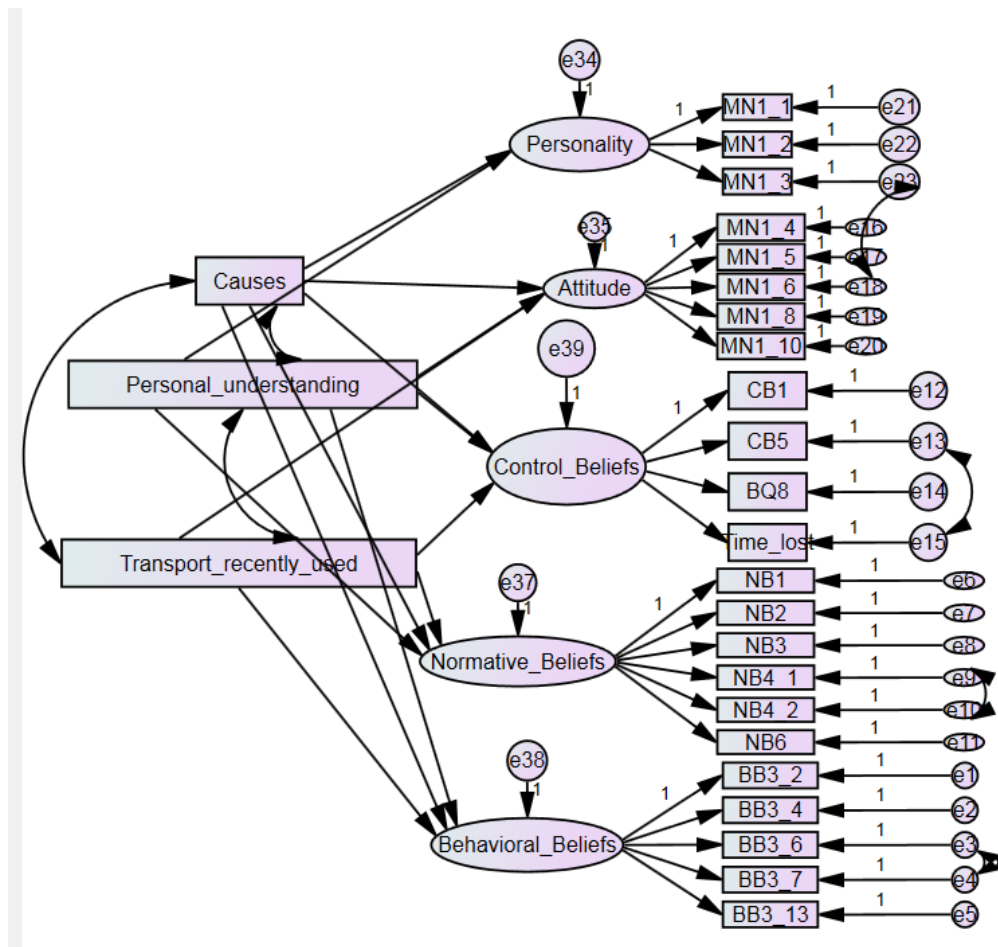 e34
1
Personality
1
MN1_1
1
e21
MN1_2
1
e22
MN1_3
1
e23
e35
1
Attitude
1
MN1_4
1
e16
MN1_5
1
e17
MN1_6
1
e18
MN1_8
1
e19
MN1_10
1
e20
Causes
Personal_understanding
Transport_recently_used
e39
1
Control_Beliefs
1
CB1
1
e12
CB5
1
e13
BQ8
1
e14
Time_lost
1
e15
e37
1
Normative_Beliefs
1
NB1
1
e6
NB2
1
e7
NB3
1
e8
NB4_1
1
e9
NB4_2
1
e10
NB6
1
e11
e38
1
Behavioral_Beliefs
1
BB3_2
1
e1
BB3_4
1
e2
BB3_6
1
e3
BB3_7
1
e4
BB3_13
1
e5